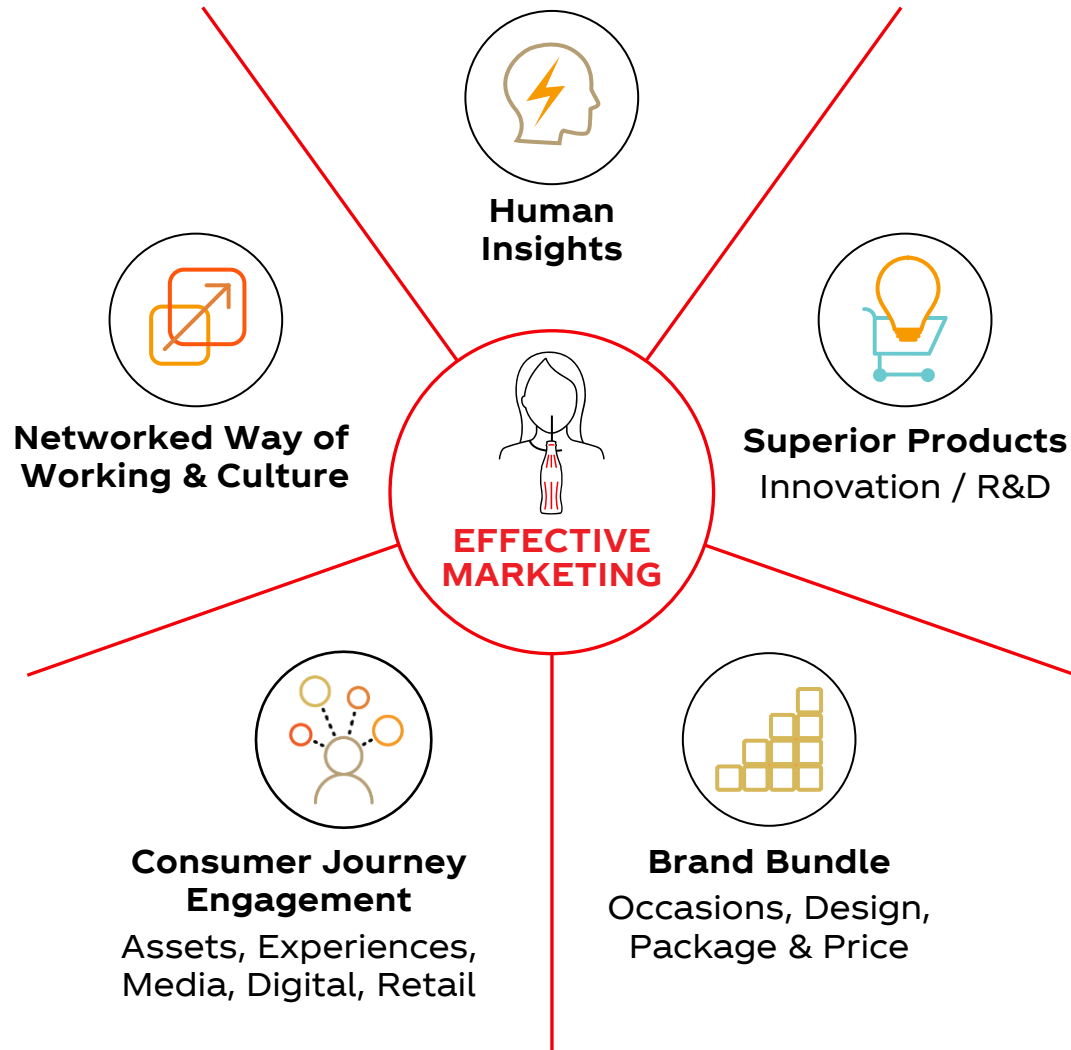 Human
Insights
Networked Way of
Working & Culture
Superior Products
Innovation / R&D
EFFECTIVE
MARKETING
Consumer Journey
Engagement
Assets, Experiences,
Media, Digital, Retail
Brand Bundle
Occasions, Design,
Package & Price